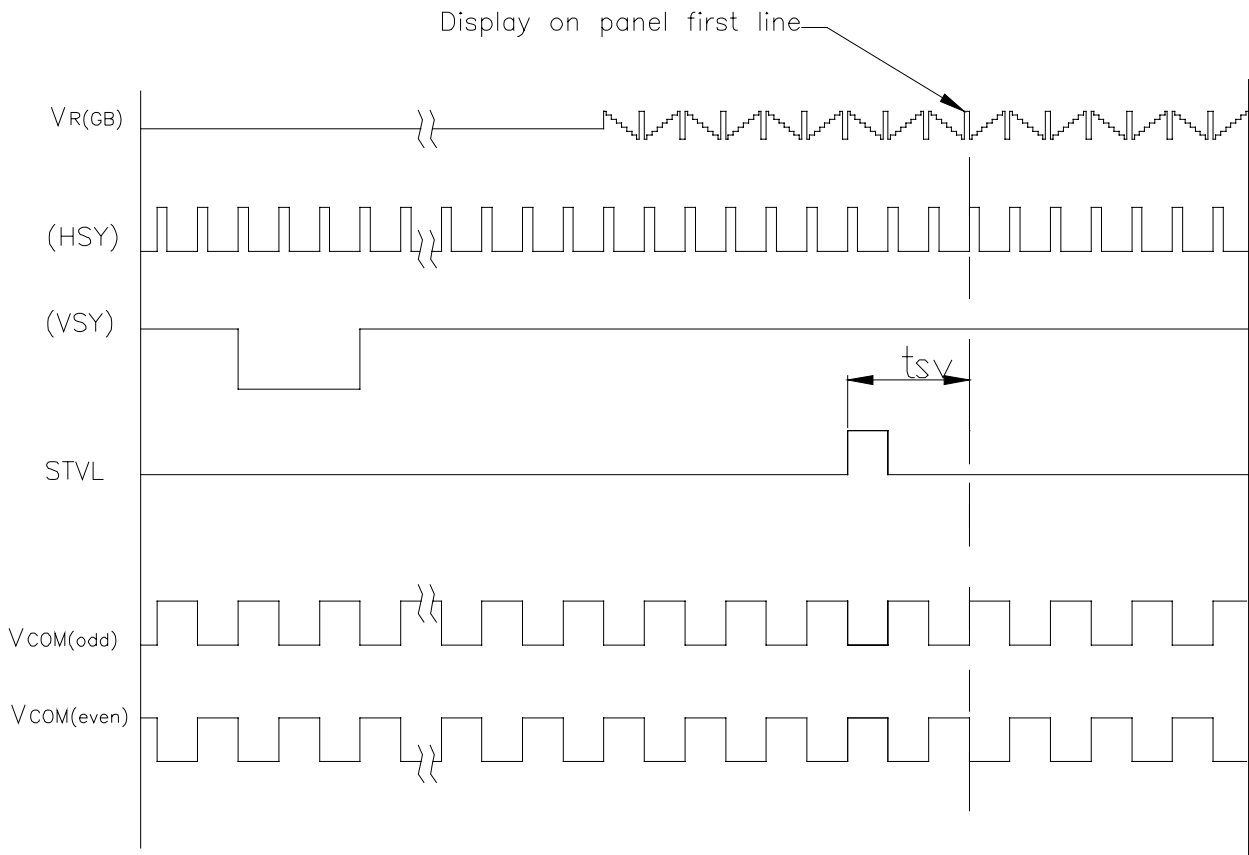 Display on panel first line
VR(GB)
(HSY)
(VSY)
tsv
STVL
VCOM(odd)
VCOM(even)